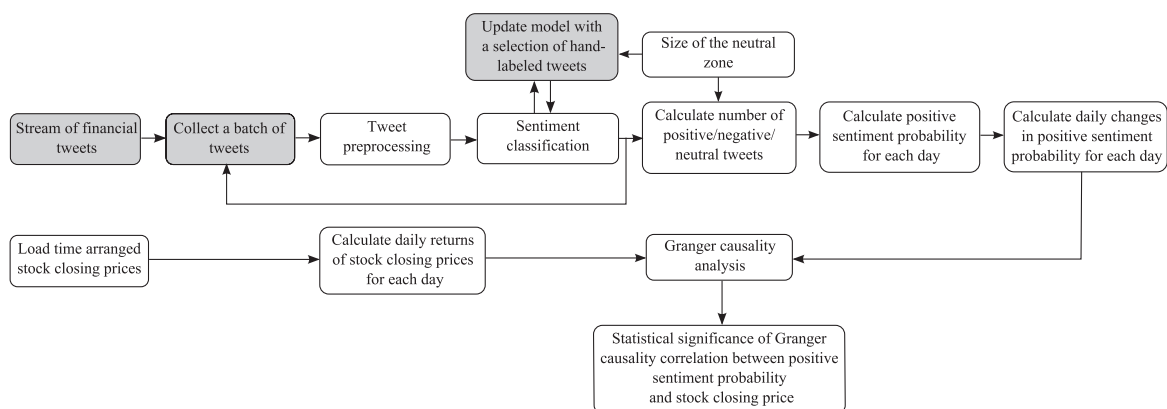 Update model with
a selection of hand-
labeled tweets
Size of the neutral
zone
Stream of financial
tweets
Collect a batch of
tweets
Tweet
preprocessing
Sentiment
classification
Calculate number of
positive/negative/
neutral tweets
Calculate positive
sentiment probability
for each day
Calculate daily changes
in positive sentiment
probability for each day
Load time arranged
stock closing prices
Calculate daily returns
of stock closing prices
for each day
Granger causality
analysis
Statistical significance of Granger
causality correlation between positive
sentiment probability
and stock closing price